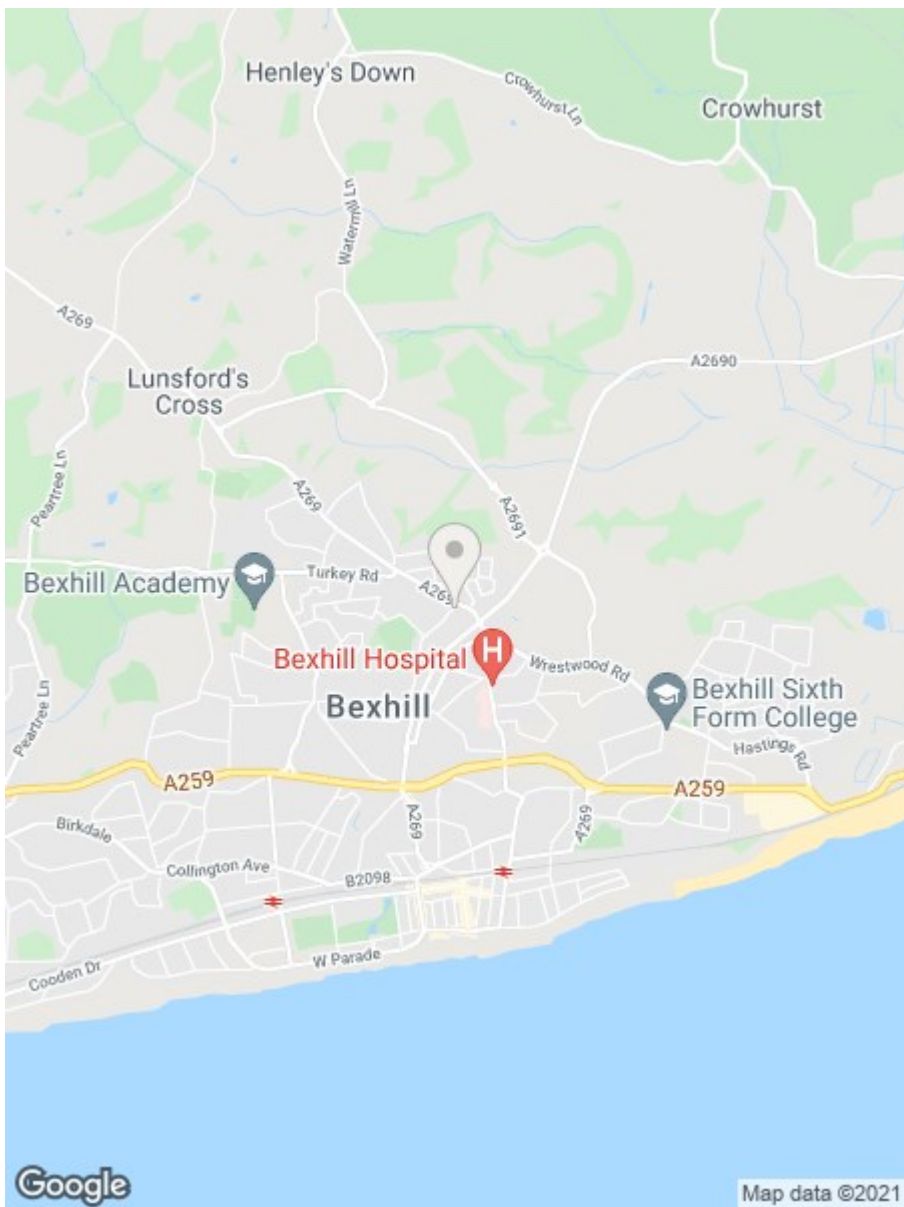 Henley's Down
Crowhurst Ln
Crowhurst
Watermill Ln
A269
A2690
Lunsford's
Cross
Peartree Ln
A269
A2691
Bexhill Academy
Turkey Rd
A269
Bexhill Hospital
Wrestwood Rd
Bexhill
Bexhill Sixth
Form College
Peartree Ln
Hastings Rd
A259
A259
Birkdale
A269
A269
Collington Ave
B2098
W Parade
Cooden Dr
Google
Map data ©2021